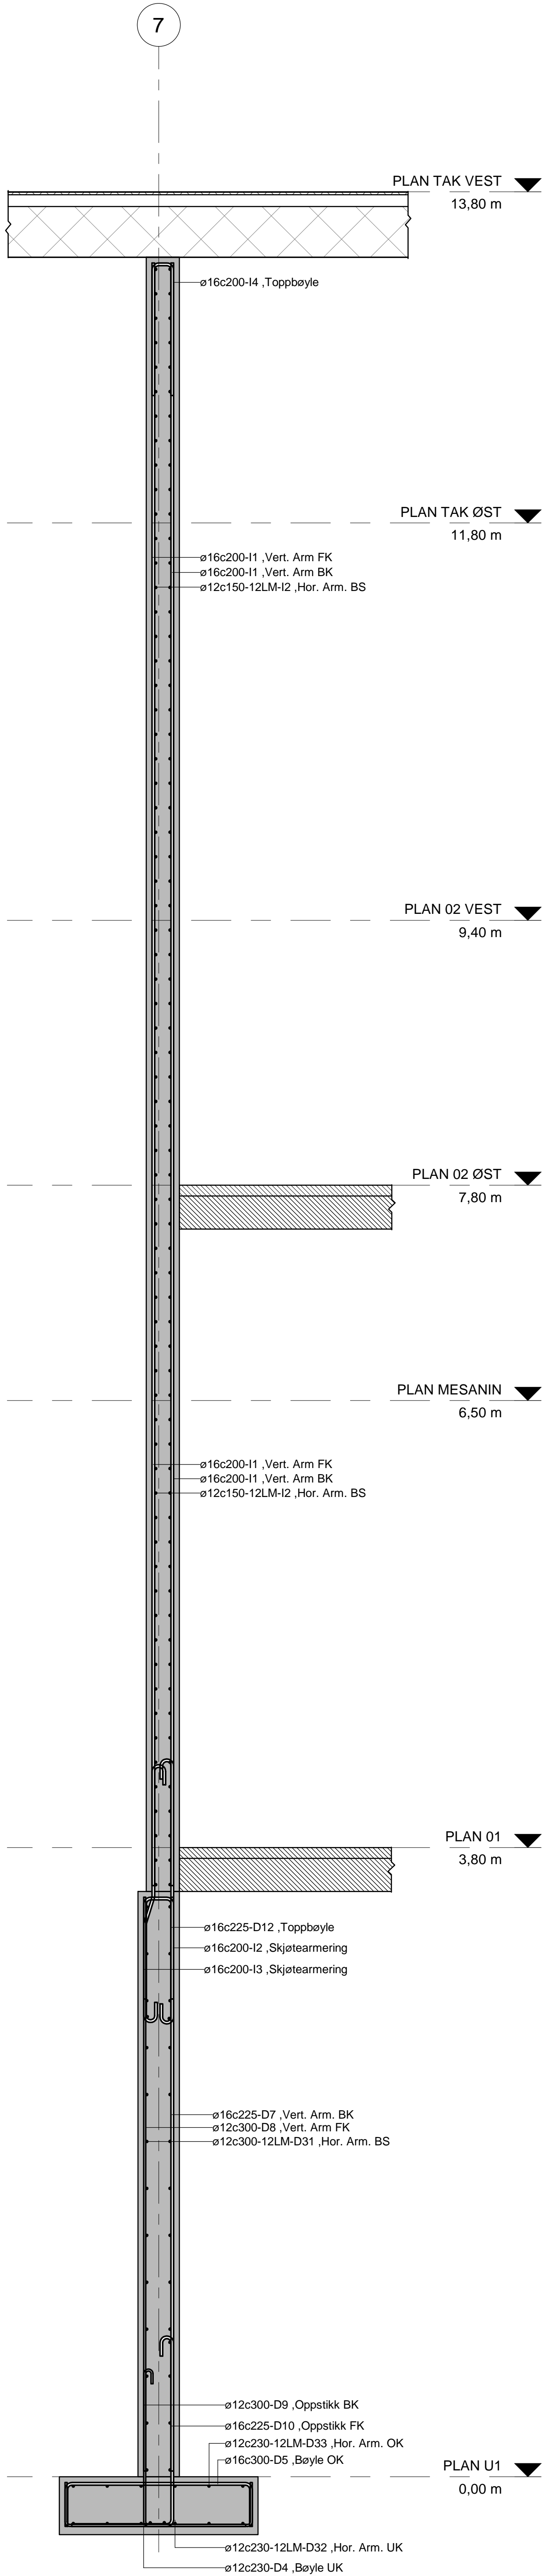 7
PLAN TAK VEST
13,80 m
ø16c200-I4 ,Toppbøyle
PLAN TAK ØST
11,80 m
ø16c200-I1 ,Vert. Arm FK
ø16c200-I1 ,Vert. Arm BK
ø12c150-12LM-I2 ,Hor. Arm. BS
PLAN 02 VEST
9,40 m
PLAN 02 ØST
7,80 m
PLAN MESANIN
6,50 m
ø16c200-I1 ,Vert. Arm FK
ø16c200-I1 ,Vert. Arm BK
ø12c150-12LM-I2 ,Hor. Arm. BS
PLAN 01
3,80 m
ø16c225-D12 ,Toppbøyle
ø16c200-I2 ,Skjøtearmering
ø16c200-I3 ,Skjøtearmering
ø16c225-D7 ,Vert. Arm. BK
ø12c300-D8 ,Vert. Arm FK
ø12c300-12LM-D31 ,Hor. Arm. BS
ø12c300-D9 ,Oppstikk BK
ø16c225-D10 ,Oppstikk FK
ø12c230-12LM-D33 ,Hor. Arm. OK
ø16c300-D5 ,Bøyle OK
PLAN U1
0,00 m
ø12c230-12LM-D32 ,Hor. Arm. UK
ø12c230-D4 ,Bøyle UK